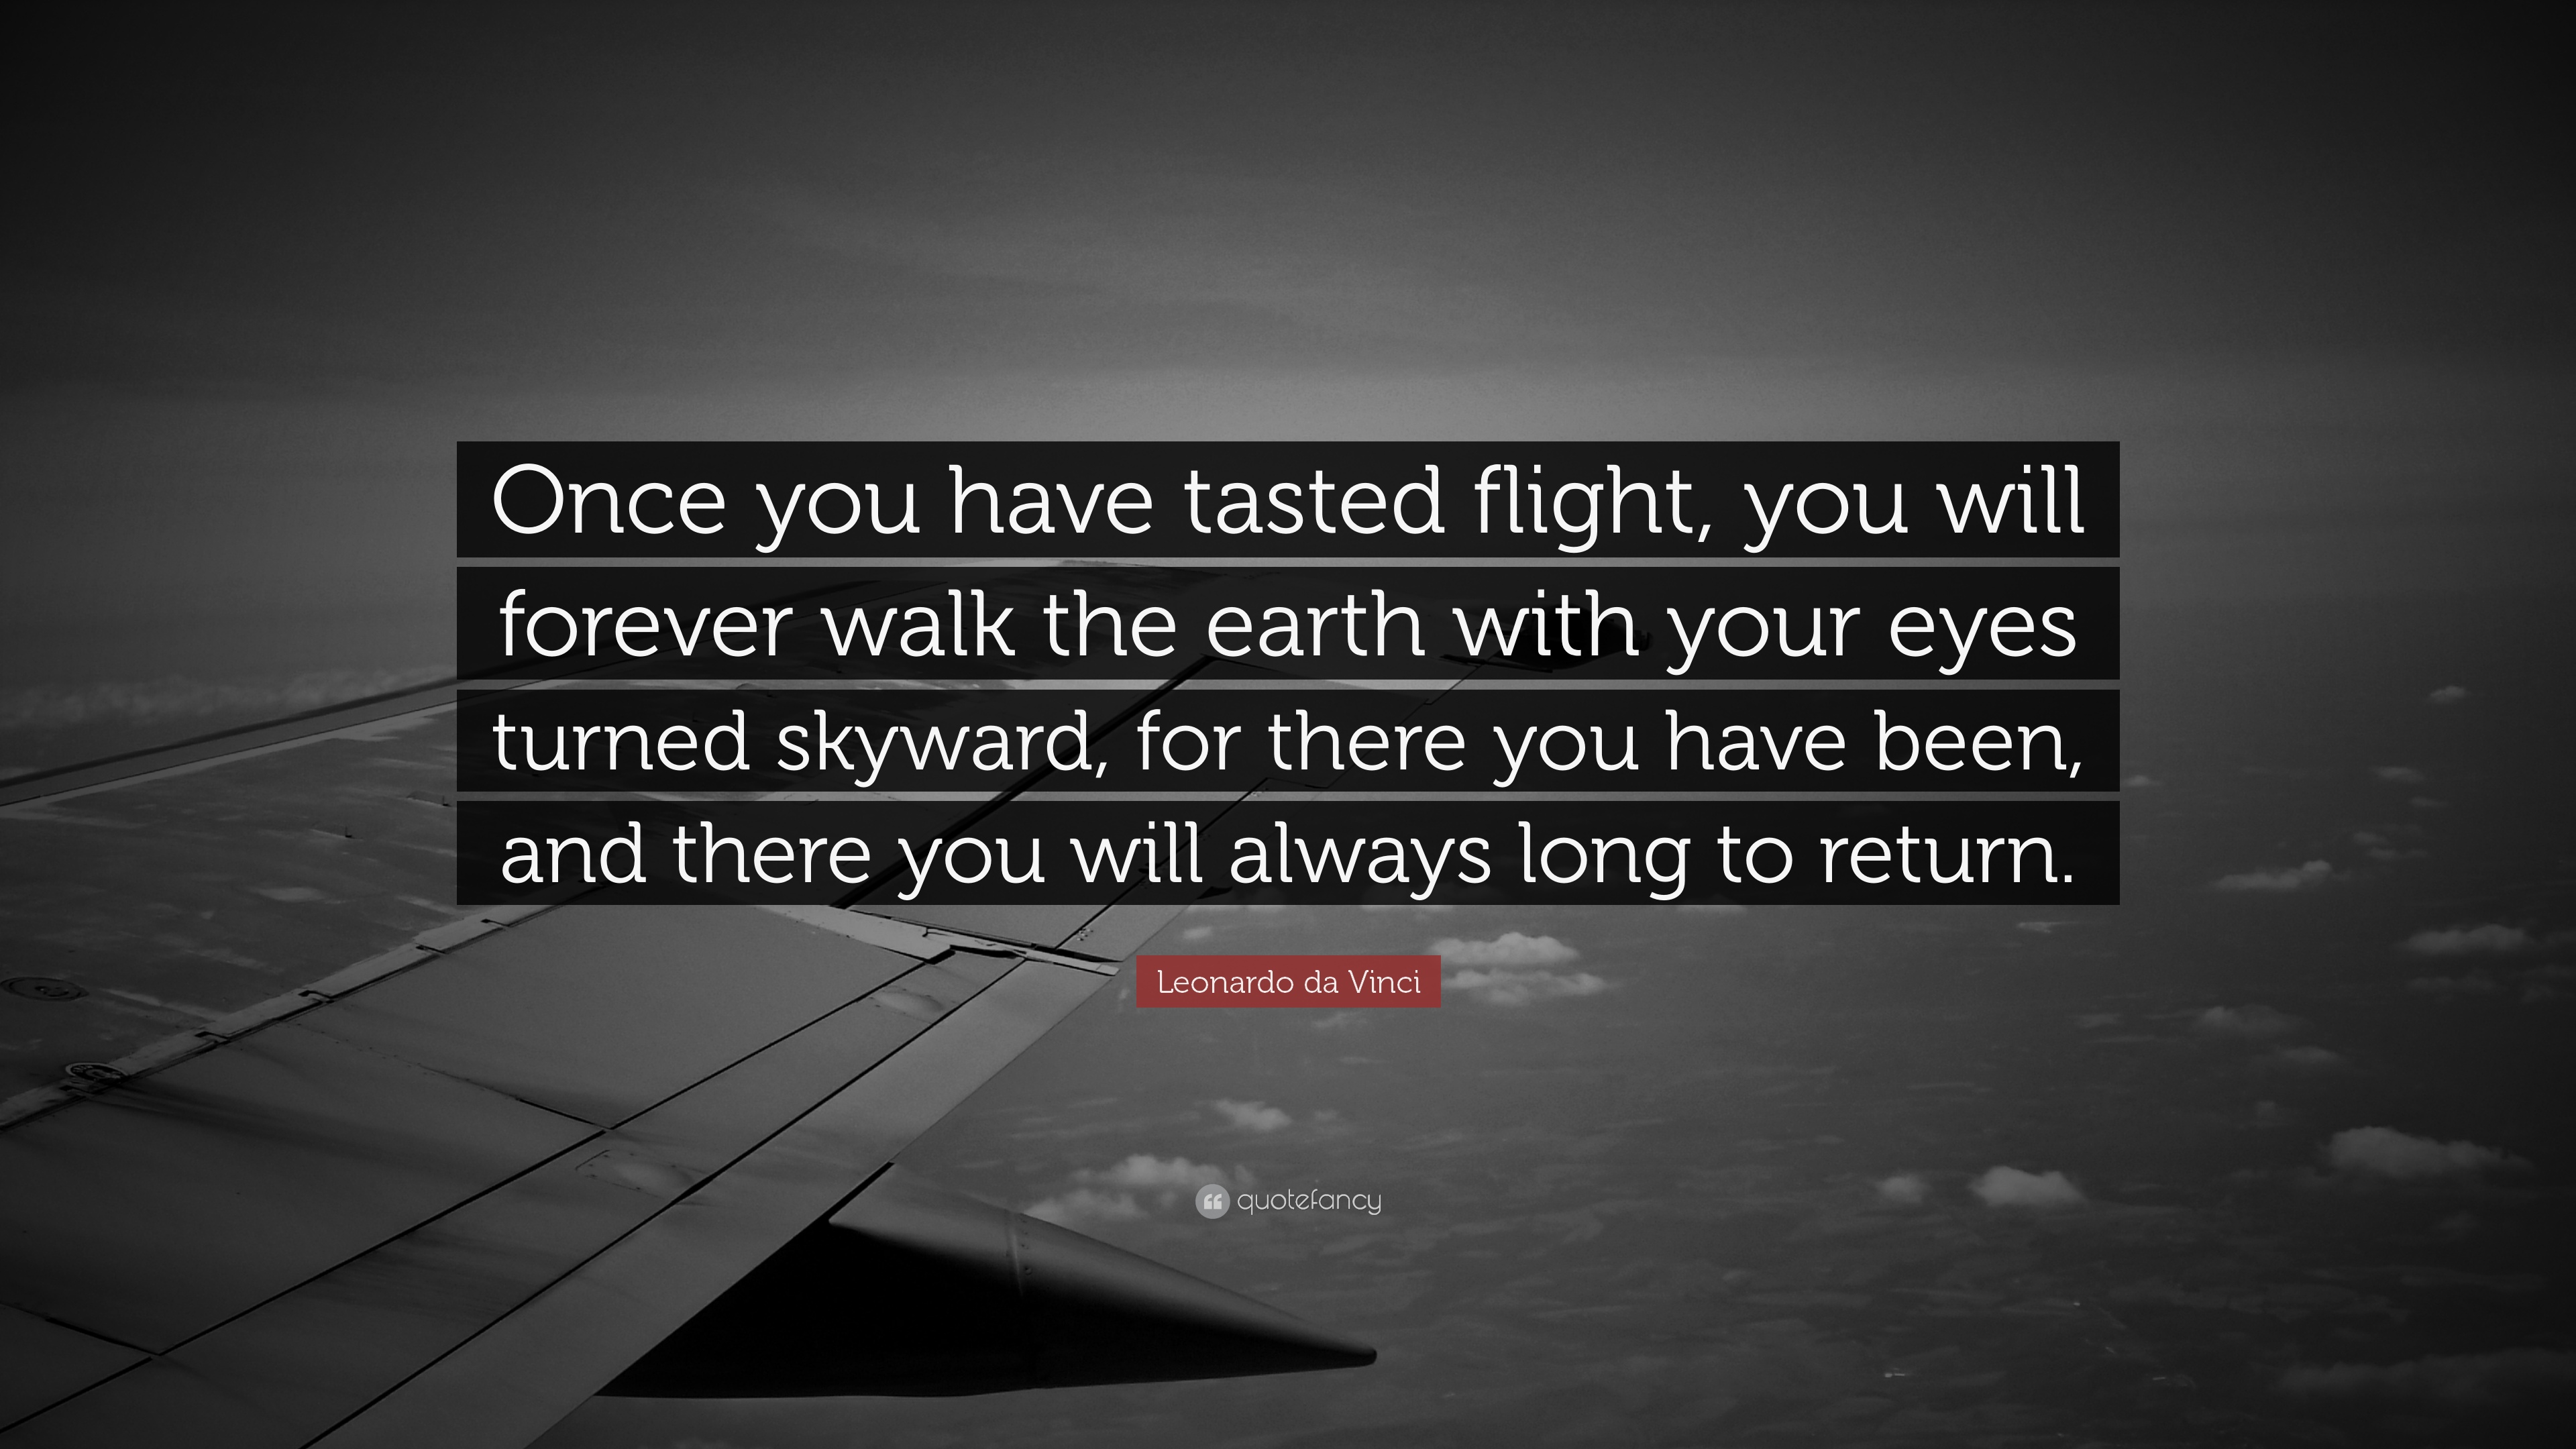 Once you have tasted flight, you will
forever walk the earth with your eyes
turned skyward, for there you have been,
and there you will always long to return.
Leonardo da Vinci
quotefancy